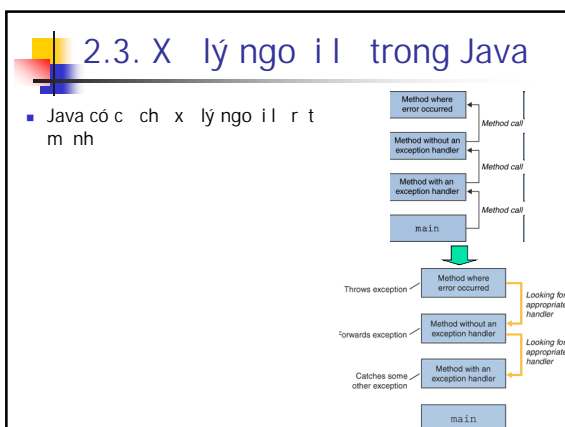 2.3. X lý ngo i l trong Java
Java có c ch x lý ngo i l r t
m nh
Method where
error occurred
Method call
Method without an
exception handler
Method call
Method with an
exception handler
Method call
main
Throws exception
Method where
error occurred
Looking for
appropriate
handler
Forwards exception
Method without an
exception handler
Looking for
appropriate
handler
Catches some
other exception
Method with an
exception handler
main